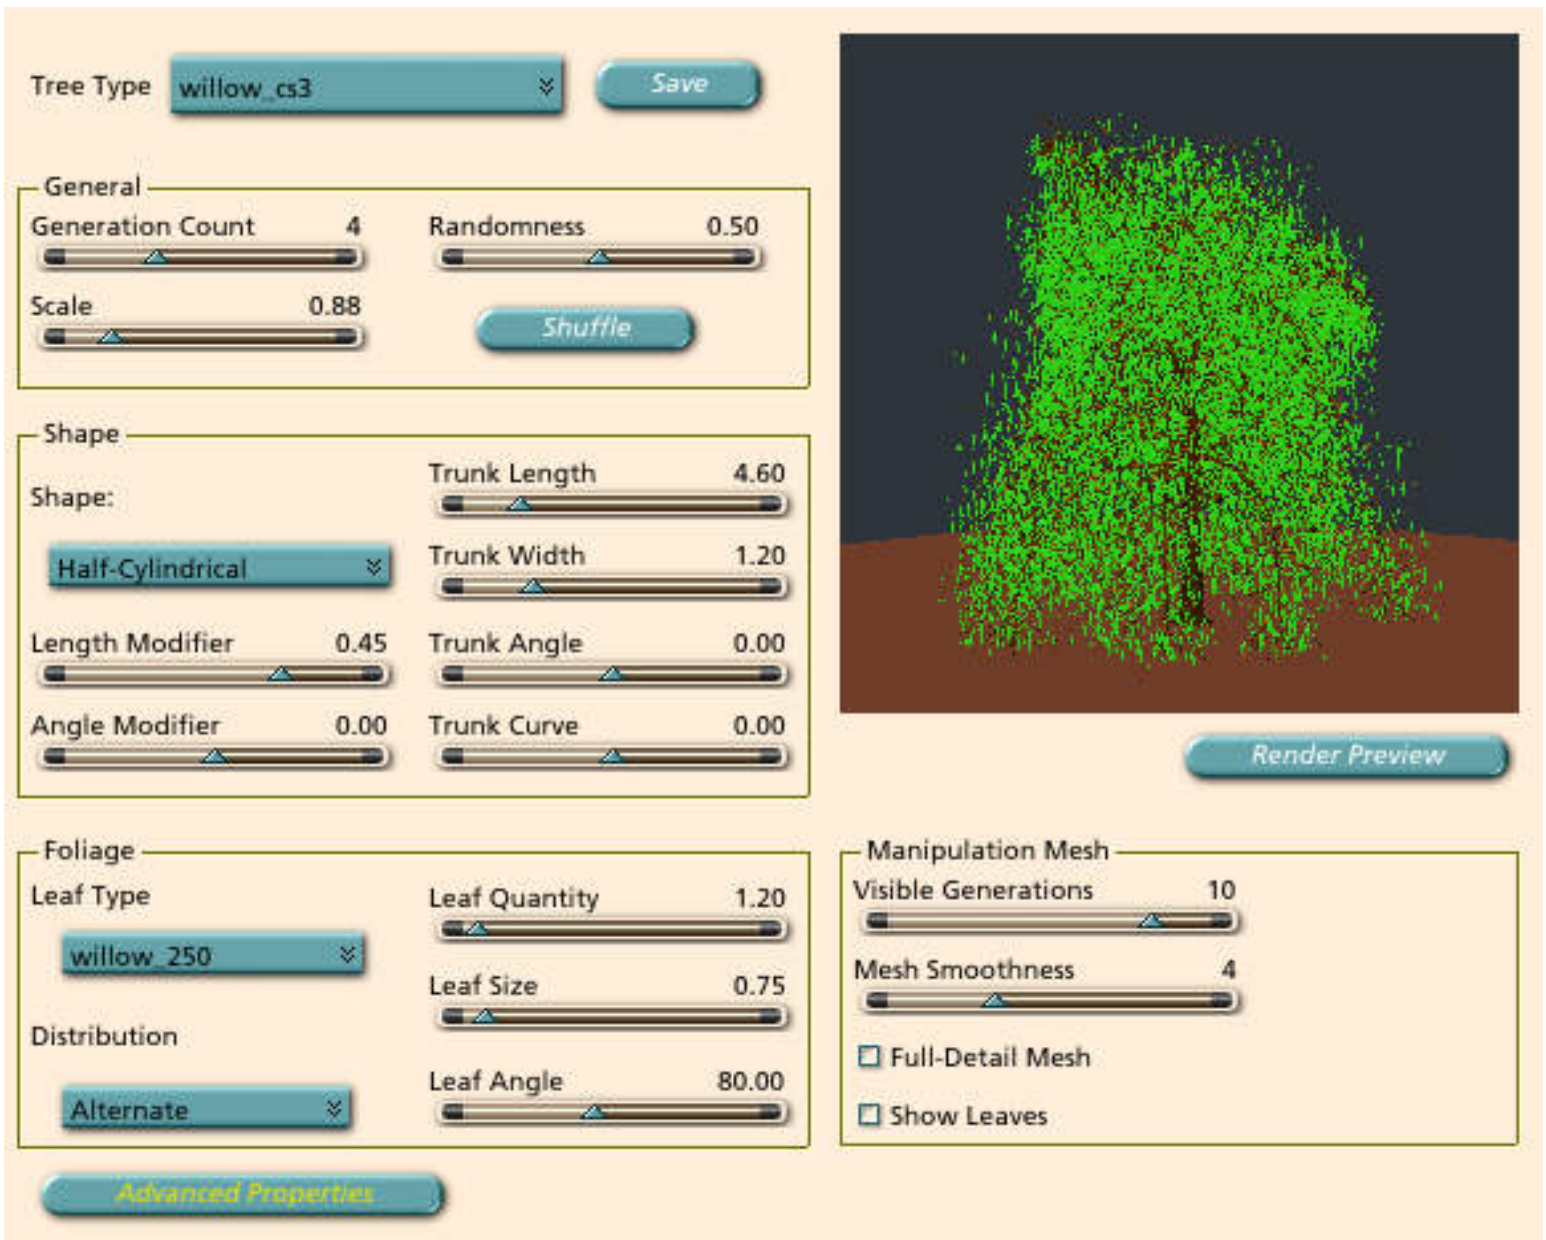 Tree Type willow_cs3 Save
General
Generation Count 4 Randomness 0.50
Scale 0.88
Shuffle
Shape
Trunk Length 4.60
Shape:
Trunk Width 1.20
Half-Cylindrical
Length Modifier 0.45 Trunk Angle 0.00
Angle Modifier 0.00 Trunk Curve 0.00
Render Preview
Foliage
Leaf Type
Leaf Quantity 1.20
willow_250
Leaf Size 0.75
Distribution
Leaf Angle 80.00
Alternate
Manipulation Mesh
Visible Generations 10
Mesh Smoothness 4
Full-Detail Mesh
Show Leaves
Advanced Properties